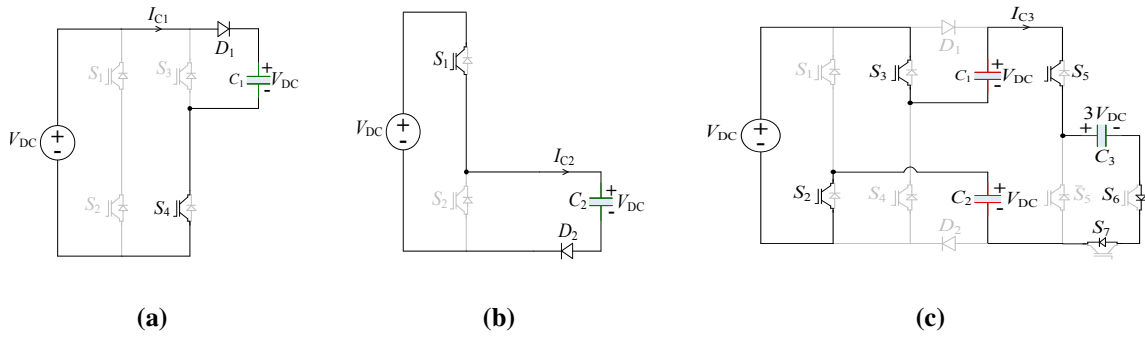 I_C1
D_1
S_1
S_3
C_1
+
-
V_DC
V_DC
+
-
S_2
S_4
(a)
S_1
V_DC
+
-
I_C2
S_2
C_2
+
-
V_DC
D_2
(b)
I_C3
D_1
S_1
S_3
C_1
+
-
V_DC
S_5
V_DC
+
-
3V_DC
+
-
C_3
S_2
S_4
C_2
+
-
V_DC
S̄_5
S_6
D_2
S_7
(c)